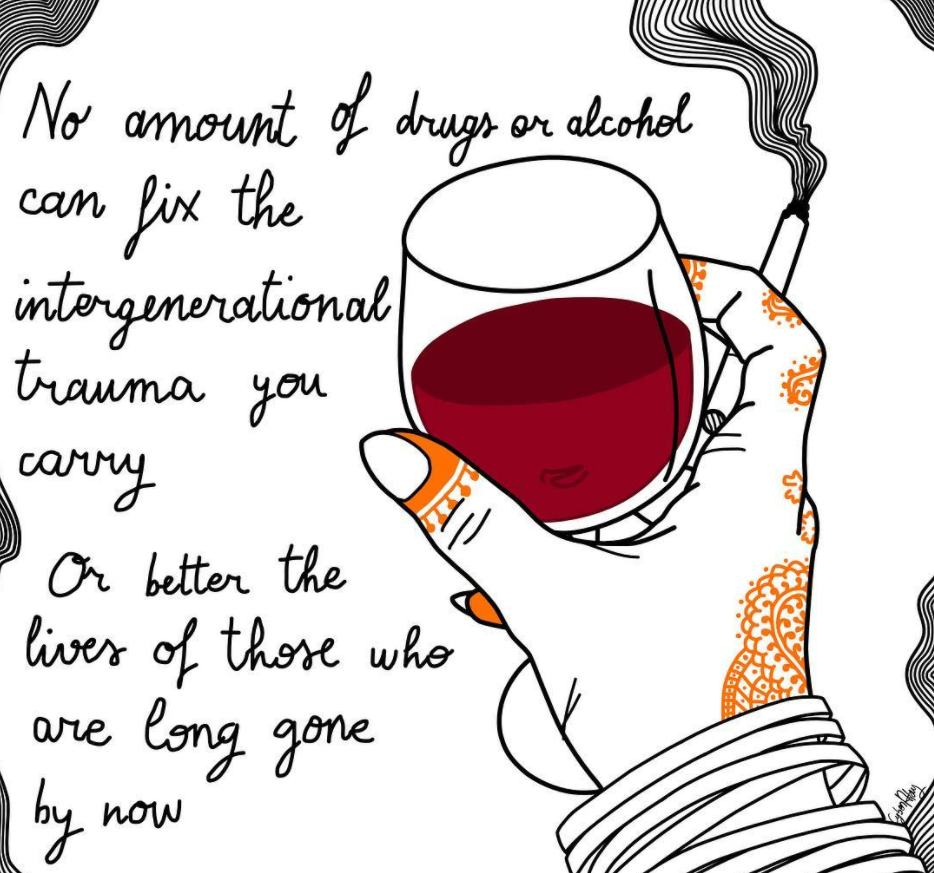 No amount of drugs or alcohol
can fix the
intergenerational
trauma you
carry
Or better the
lives of those who
are long gone
by now